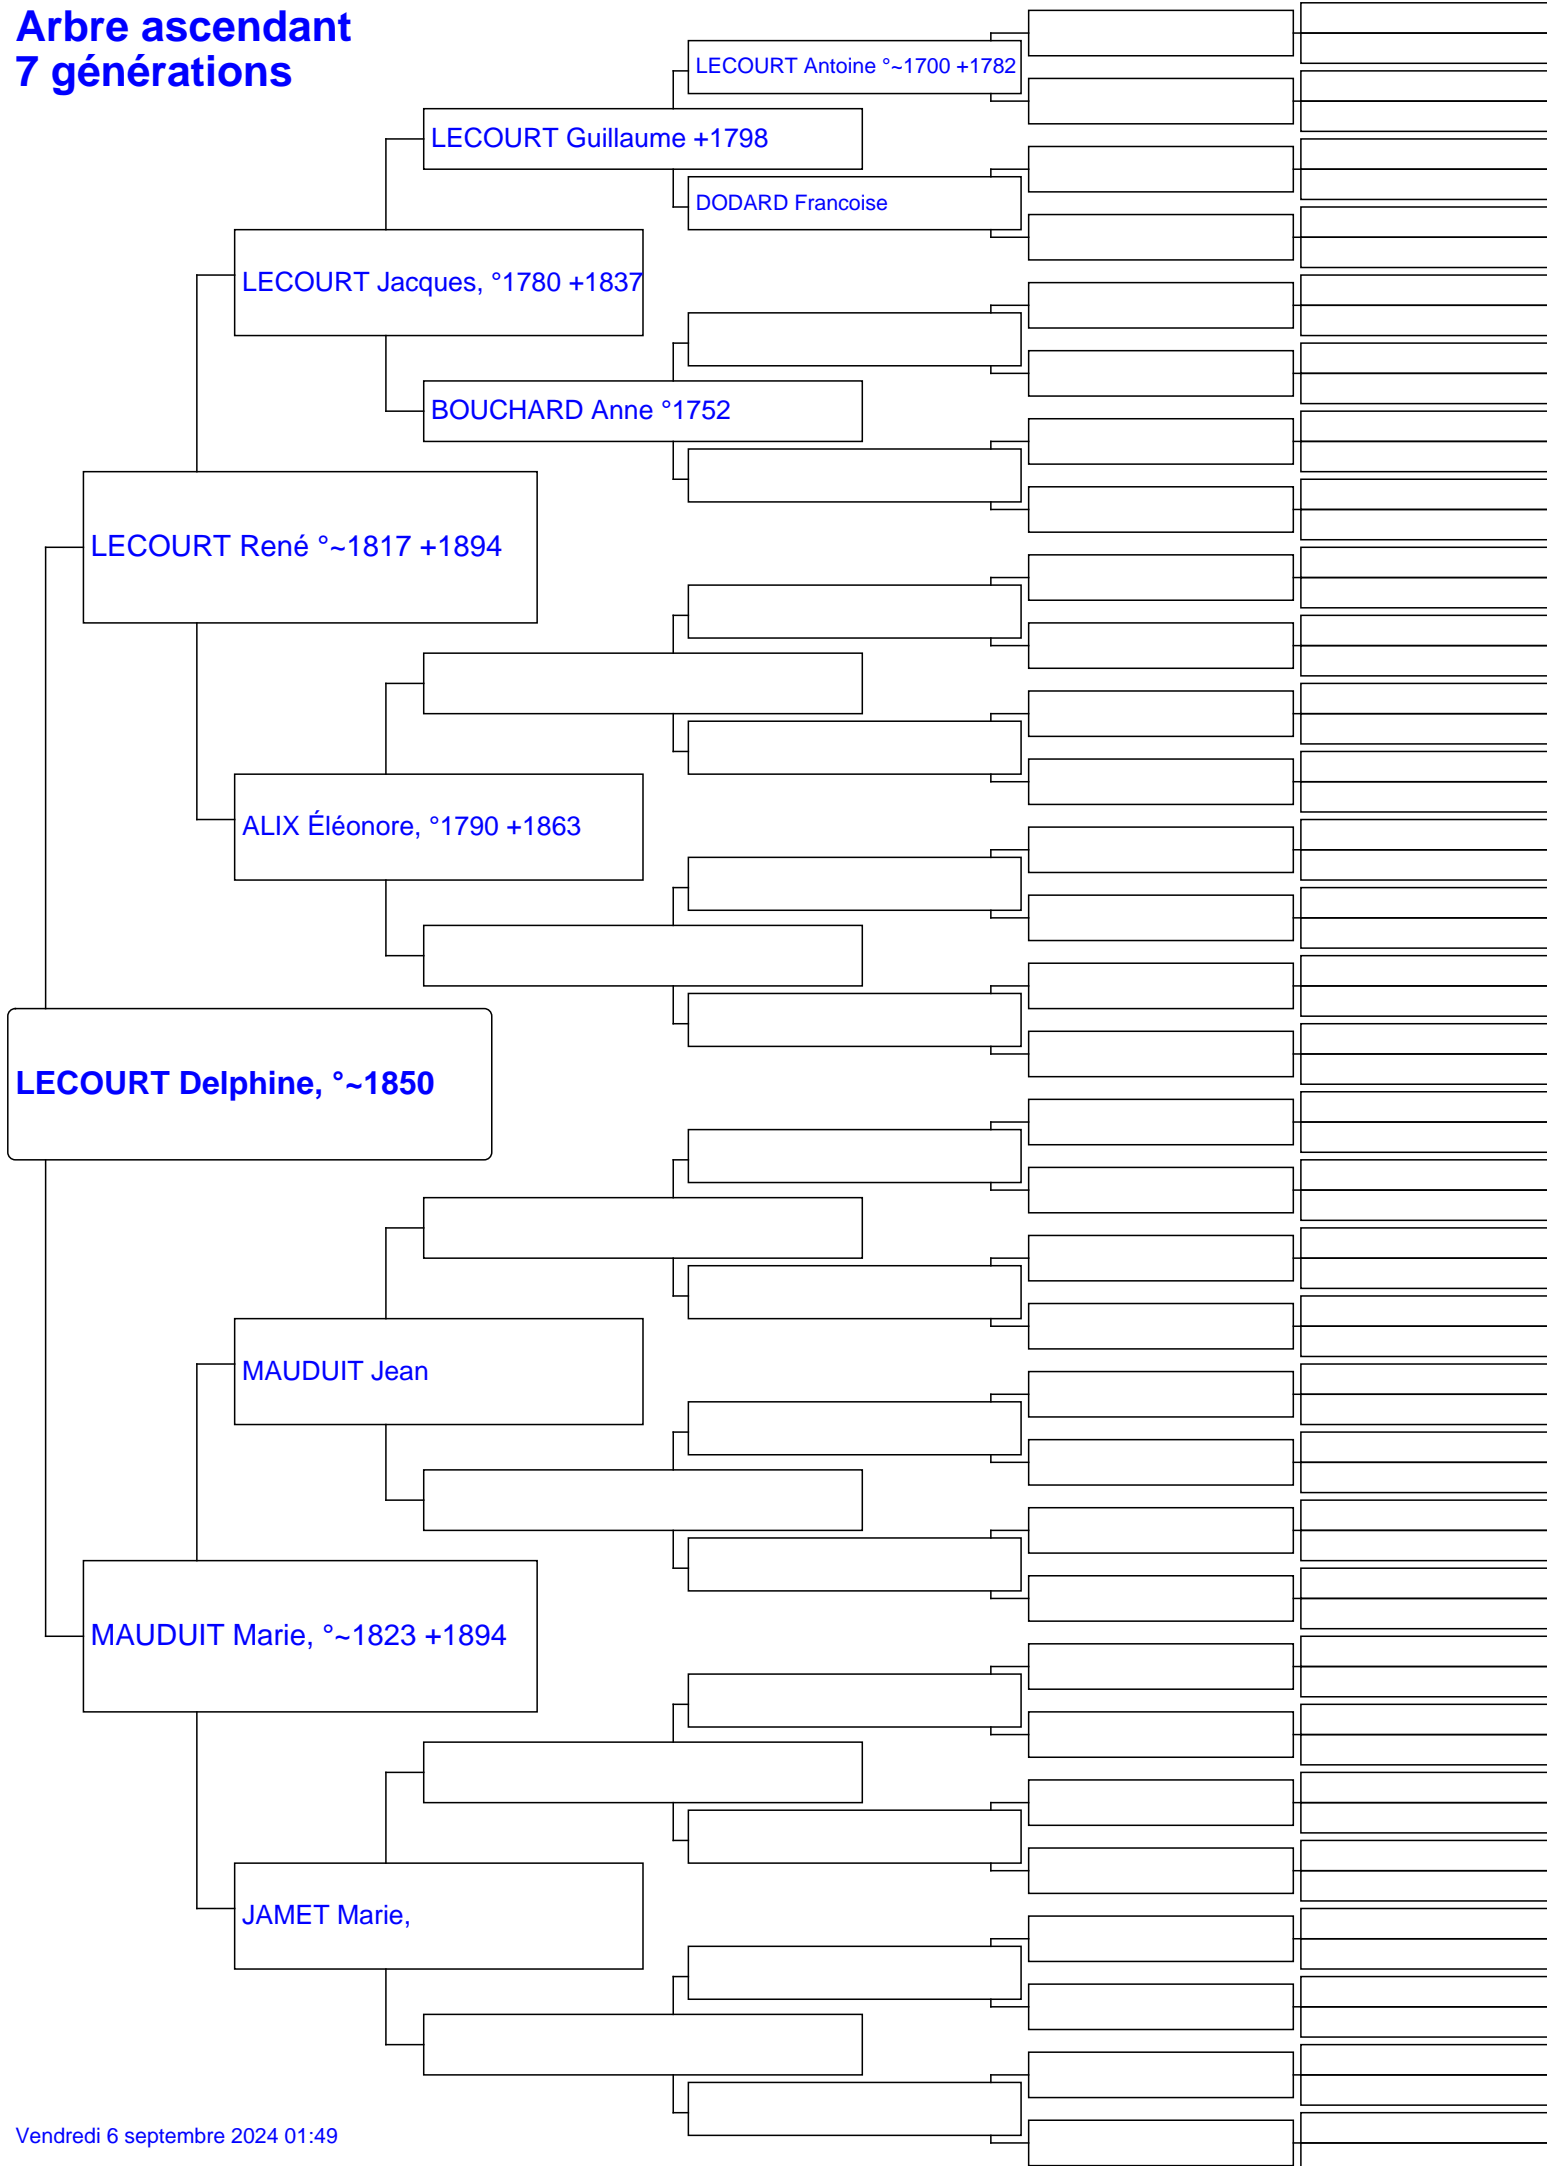 Arbre ascendant
7 générations
LECOURT Antoine °~1700 +1782
LECOURT Guillaume +1798
DODARD Francoise
LECOURT Jacques, °1780 +1837
BOUCHARD Anne °1752
LECOURT René °~1817 +1894
ALIX Éléonore, °1790 +1863
LECOURT Delphine, °~1850
MAUDUIT Jean
MAUDUIT Marie, °~1823 +1894
JAMET Marie,
Vendredi 6 septembre 2024 01:49